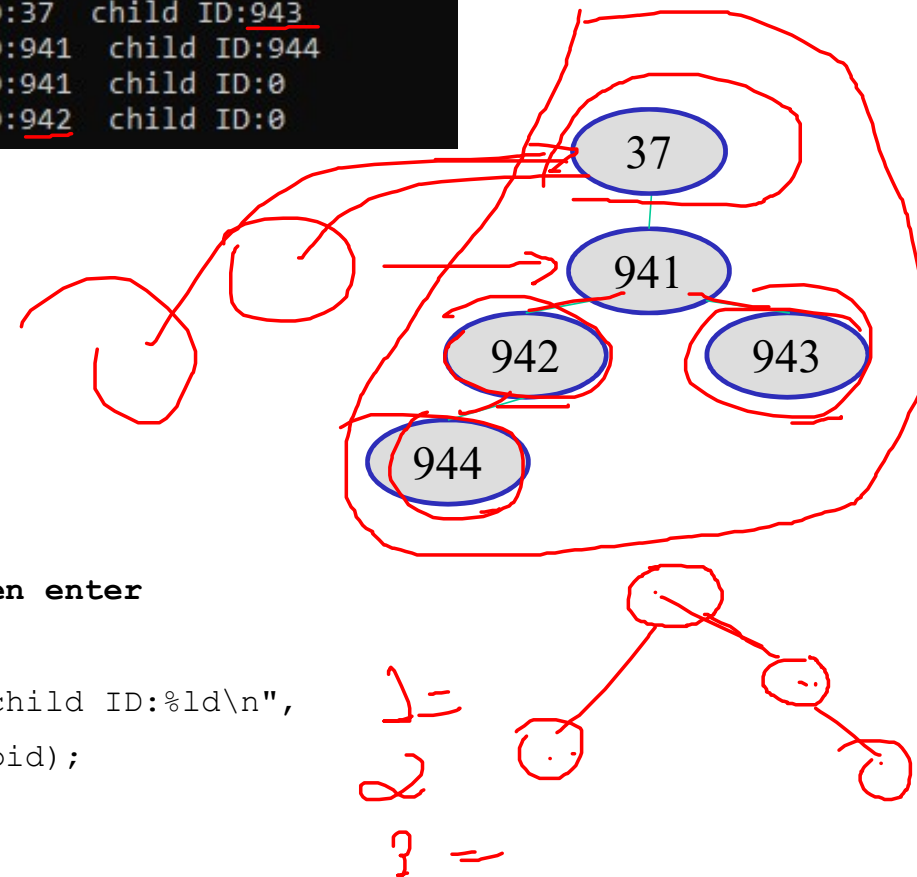 :37 child ID:943
:941 child ID:944
:941 child ID:0
:942 child ID:0
37
941
942 943
944
en enter
child ID:%ld\n",
pid);
1=
2
3 =